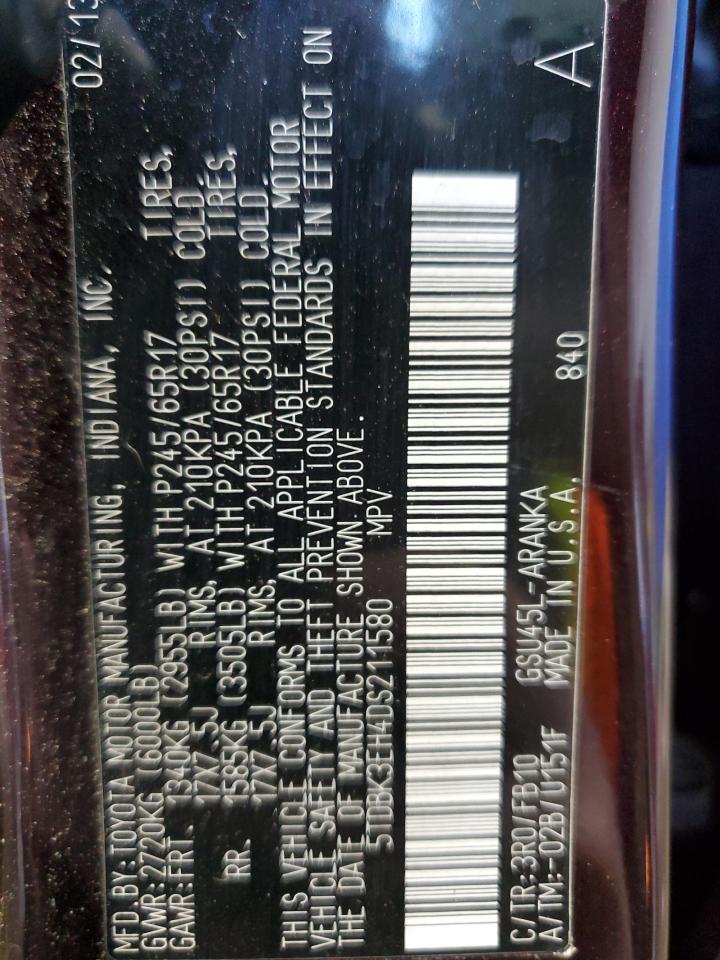 MFD. BY: TOYOTA MOTOR MANUFACTURING, INDIANA, INC. 02/13
GVWR: 2720KG (6000LB)
GAWR: FRT. 1340KG (2955LB) WITH P245/65R17 TIRES,
17X7.5J RIMS, AT 210KPA (30PSI) COLD.
RR. 1585KG (3505LB) WITH P245/65R17 TIRES,
17X7.5J RIMS, AT 210KPA (30PSI) COLD.
THIS VEHICLE CONFORMS TO ALL APPLICABLE FEDERAL MOTOR
VEHICLE SAFETY AND THEFT PREVENTION STANDARDS IN EFFECT ON
THE DATE OF MANUFACTURE SHOWN ABOVE.
5TDBK3EH4DS211580 MPV
C/TR: 3R0/FB10 GSU45L-ARANKA
A/TM: -02B/U151F MADE IN U.S.A. 840 A